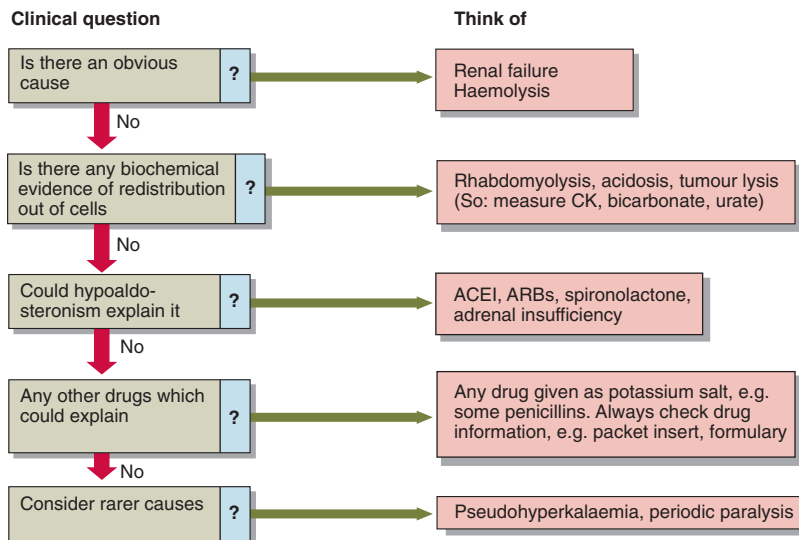 Clinical question
Think of
Is there an obvious
cause
?
Renal failure
Haemolysis
No
Is there any biochemical
evidence of redistribution
out of cells
?
Rhabdomyolysis, acidosis, tumour lysis
(So: measure CK, bicarbonate, urate)
No
Could hypoaldo-
steronism explain it
?
ACEI, ARBs, spironolactone,
adrenal insufficiency
No
Any other drugs which
could explain
?
Any drug given as potassium salt, e.g.
some penicillins. Always check drug
information, e.g. packet insert, formulary
No
Consider rarer causes
?
Pseudohyperkalaemia, periodic paralysis